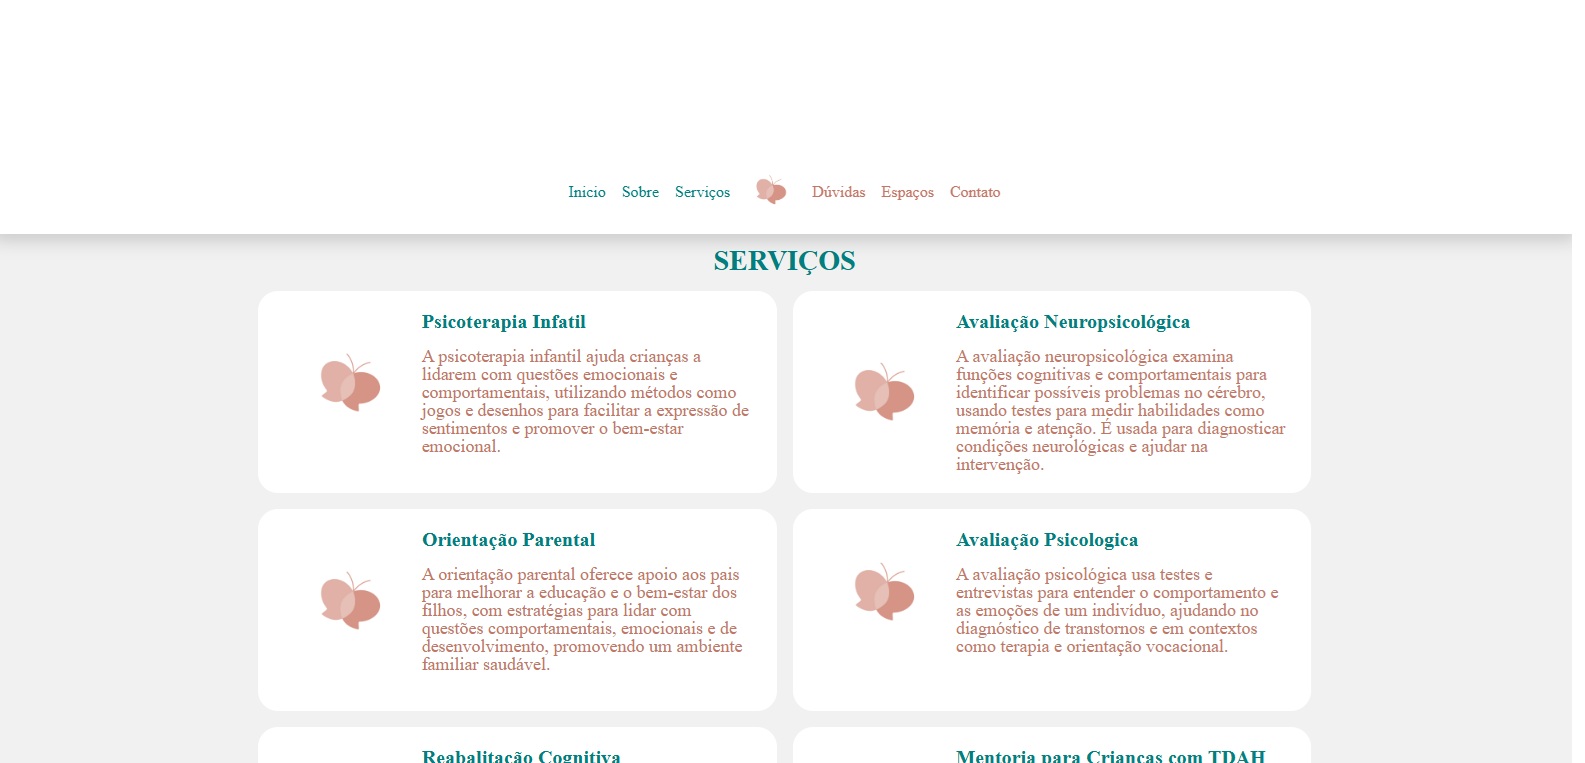 Inicio Sobre Serviços Dúvidas Espaços Contato
SERVIÇOS
Psicoterapia Infatil
A psicoterapia infantil ajuda crianças a
lidarem com questões emocionais e
comportamentais, utilizando métodos como
jogos e desenhos para facilitar a expressão de
sentimentos e promover o bem-estar
emocional.
Avaliação Neuropsicológica
A avaliação neuropsicológica examina
funções cognitivas e comportamentais para
identificar possíveis problemas no cérebro,
usando testes para medir habilidades como
memória e atenção. É usada para diagnosticar
condições neurológicas e ajudar na
intervenção.
Orientação Parental
A orientação parental oferece apoio aos pais
para melhorar a educação e o bem-estar dos
filhos, com estratégias para lidar com
questões comportamentais, emocionais e de
desenvolvimento, promovendo um ambiente
familiar saudável.
Avaliação Psicologica
A avaliação psicológica usa testes e
entrevistas para entender o comportamento e
as emoções de um indivíduo, ajudando no
diagnóstico de transtornos e em contextos
como terapia e orientação vocacional.
Reabalitação Cognitiva
Mentoria para Crianças com TDAH